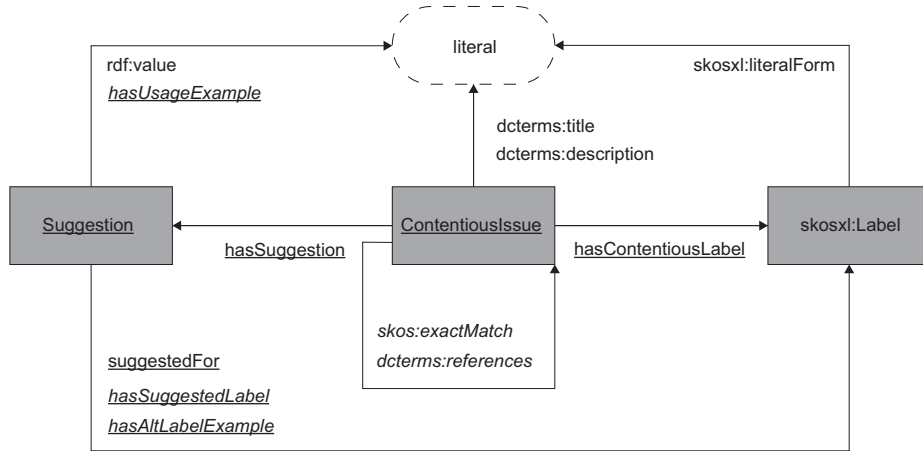 literal
rdf:value
hasUsageExample
skosxl:literalForm
dcterms:title
dcterms:description
Suggestion
ContentiousIssue
skosxl:Label
hasSuggestion
hasContentiousLabel
skos:exactMatch
dcterms:references
suggestedFor
hasSuggestedLabel
hasAltLabelExample